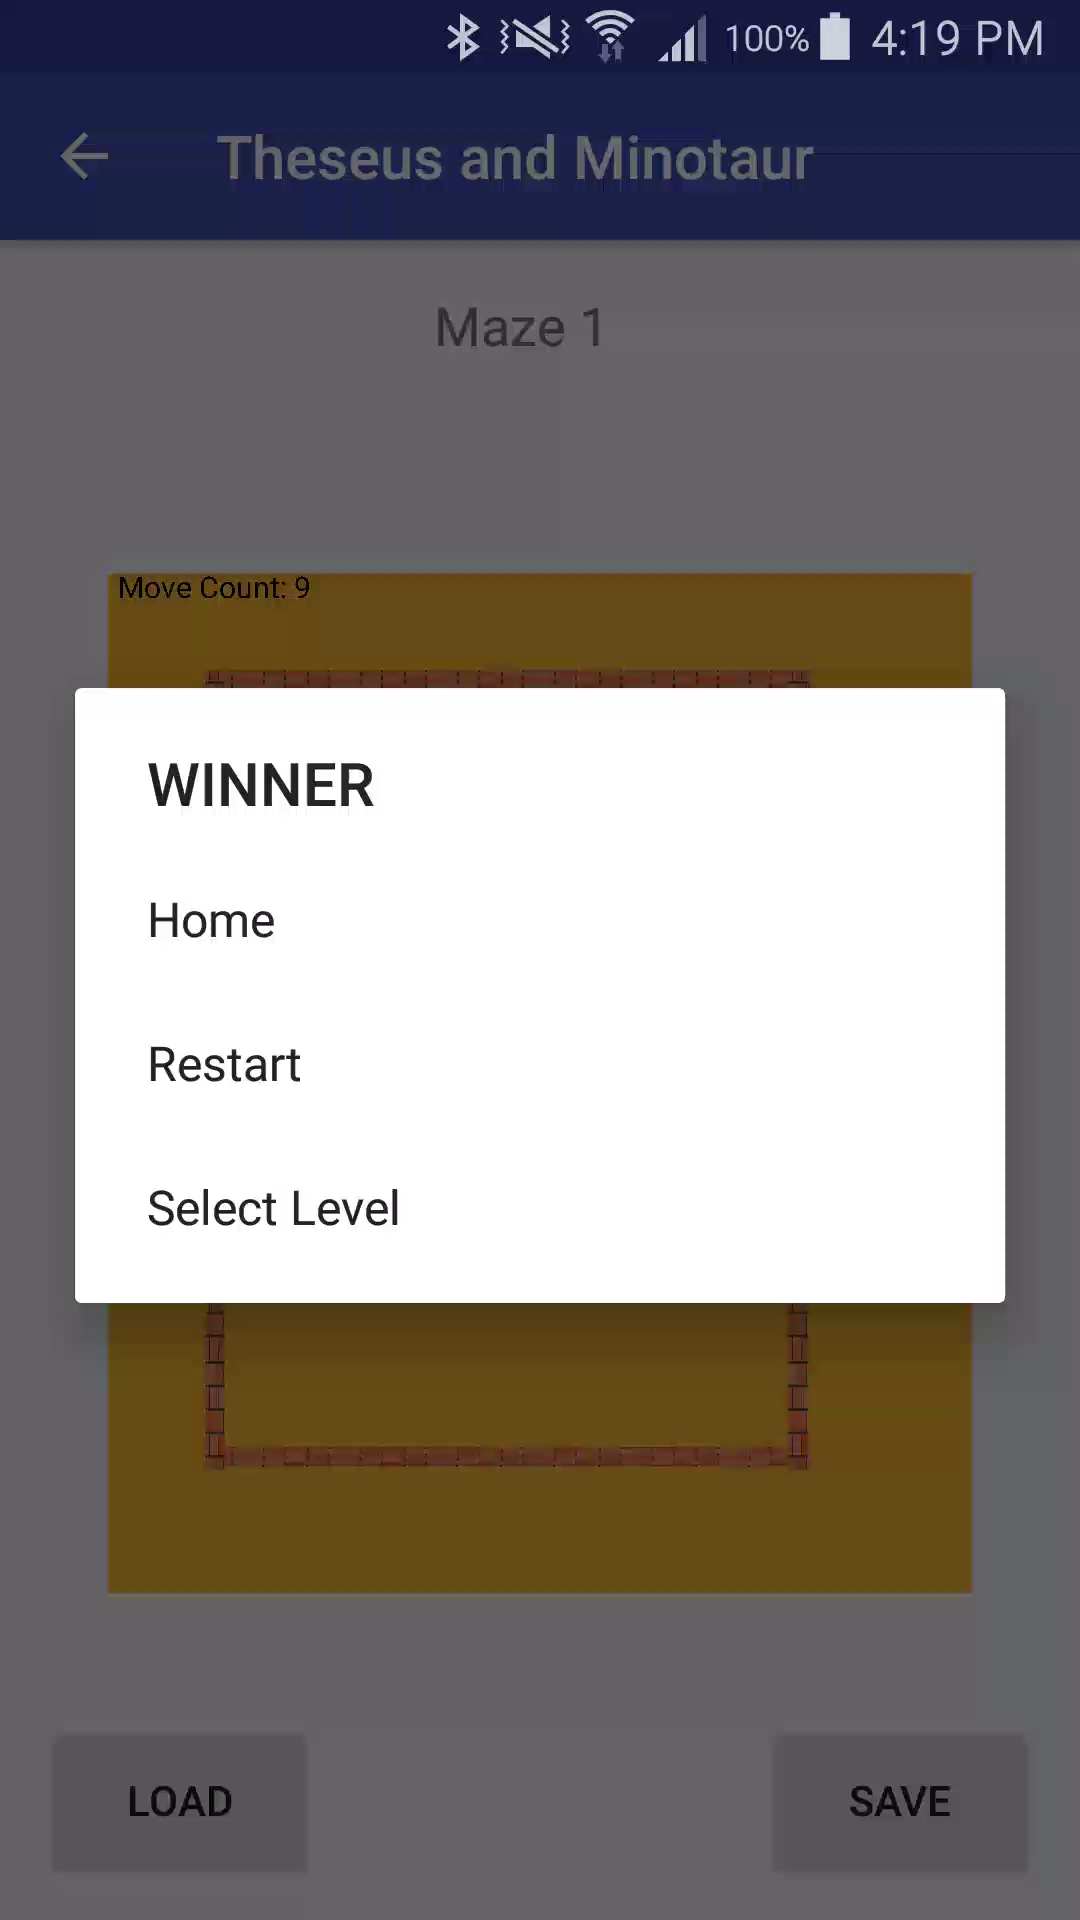 100% 4:19 PM
Theseus and Minotaur
Maze 1
Move Count: 9
WINNER
Home
Restart
Select Level
LOAD
SAVE